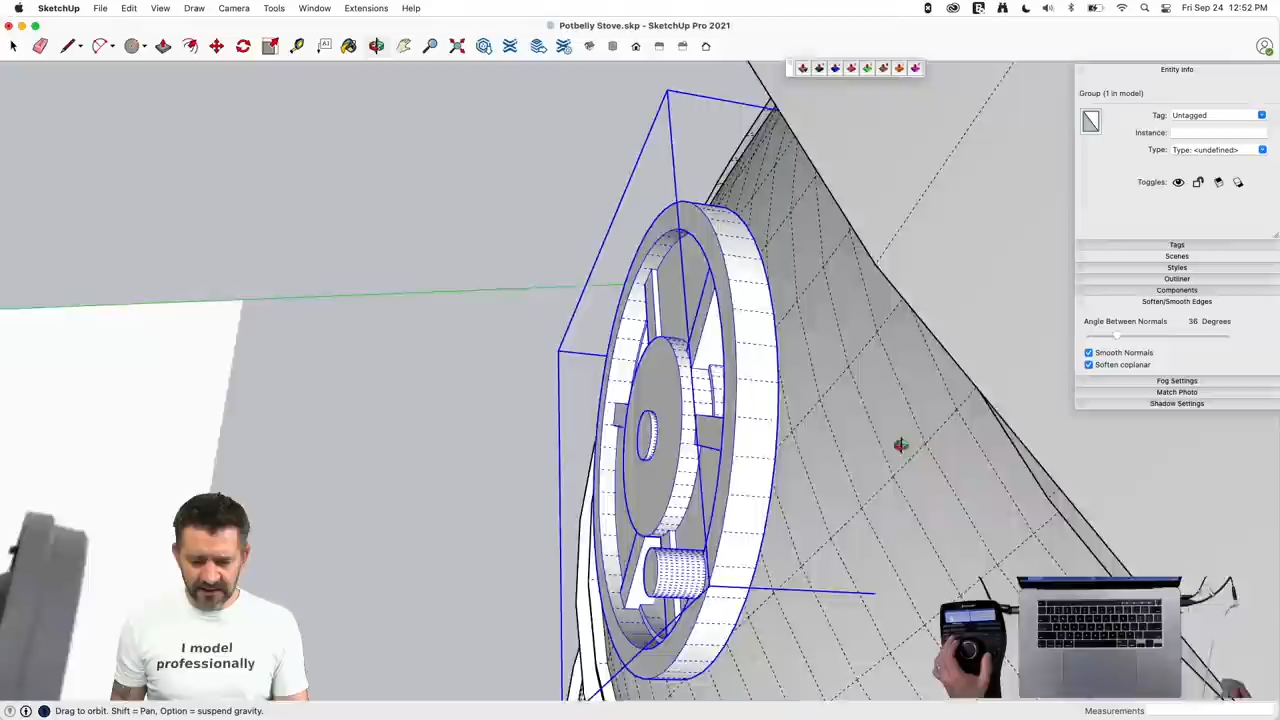 SketchUp File Edit View Draw Camera Tools Window Extensions Help Fri Sep 24 12:52 PM
Potbelly Stove.skp - SketchUp Pro 2021
Entity Info
Group (1 in model)
Tag: Untagged
Instance:
Type: Type: <undefined>
Toggles:
Tags
Scenes
Styles
Outliner
Components
Soften/Smooth Edges
Angle Between Normals 36 Degrees
Smooth Normals
Soften coplanar
Fog Settings
Match Photo
Shadow Settings
I model
professionally
Drag to orbit. Shift = Pan, Option = suspend gravity. Measurements